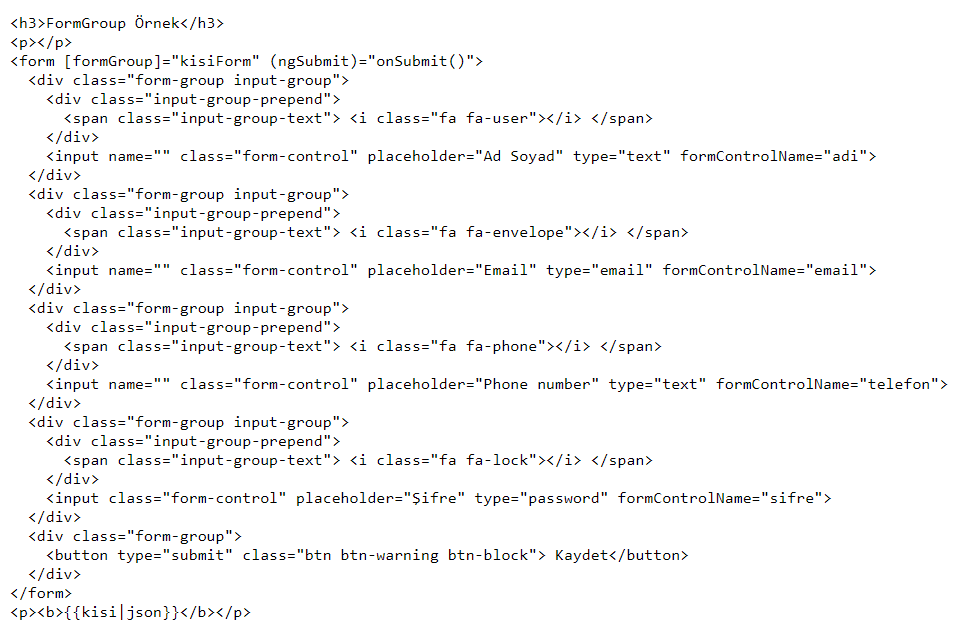 <h3>FormGroup Örnek</h3>
<p></p>
<form [formGroup]="kisiForm" (ngSubmit)="onSubmit()">
  <div class="form-group input-group">
    <div class="input-group-prepend">
      <span class="input-group-text"> <i class="fa fa-user"></i> </span>
    </div>
    <input name="" class="form-control" placeholder="Ad Soyad" type="text" formControlName="adi">
  </div>
  <div class="form-group input-group">
    <div class="input-group-prepend">
      <span class="input-group-text"> <i class="fa fa-envelope"></i> </span>
    </div>
    <input name="" class="form-control" placeholder="Email" type="email" formControlName="email">
  </div>
  <div class="form-group input-group">
    <div class="input-group-prepend">
      <span class="input-group-text"> <i class="fa fa-phone"></i> </span>
    </div>
    <input name="" class="form-control" placeholder="Phone number" type="text" formControlName="telefon">
  </div>
  <div class="form-group input-group">
    <div class="input-group-prepend">
      <span class="input-group-text"> <i class="fa fa-lock"></i> </span>
    </div>
    <input class="form-control" placeholder="Şifre" type="password" formControlName="sifre">
  </div>
  <div class="form-group">
    <button type="submit" class="btn btn-warning btn-block"> Kaydet</button>
  </div>
</form>
<p><b>{{kisi|json}}</b></p>